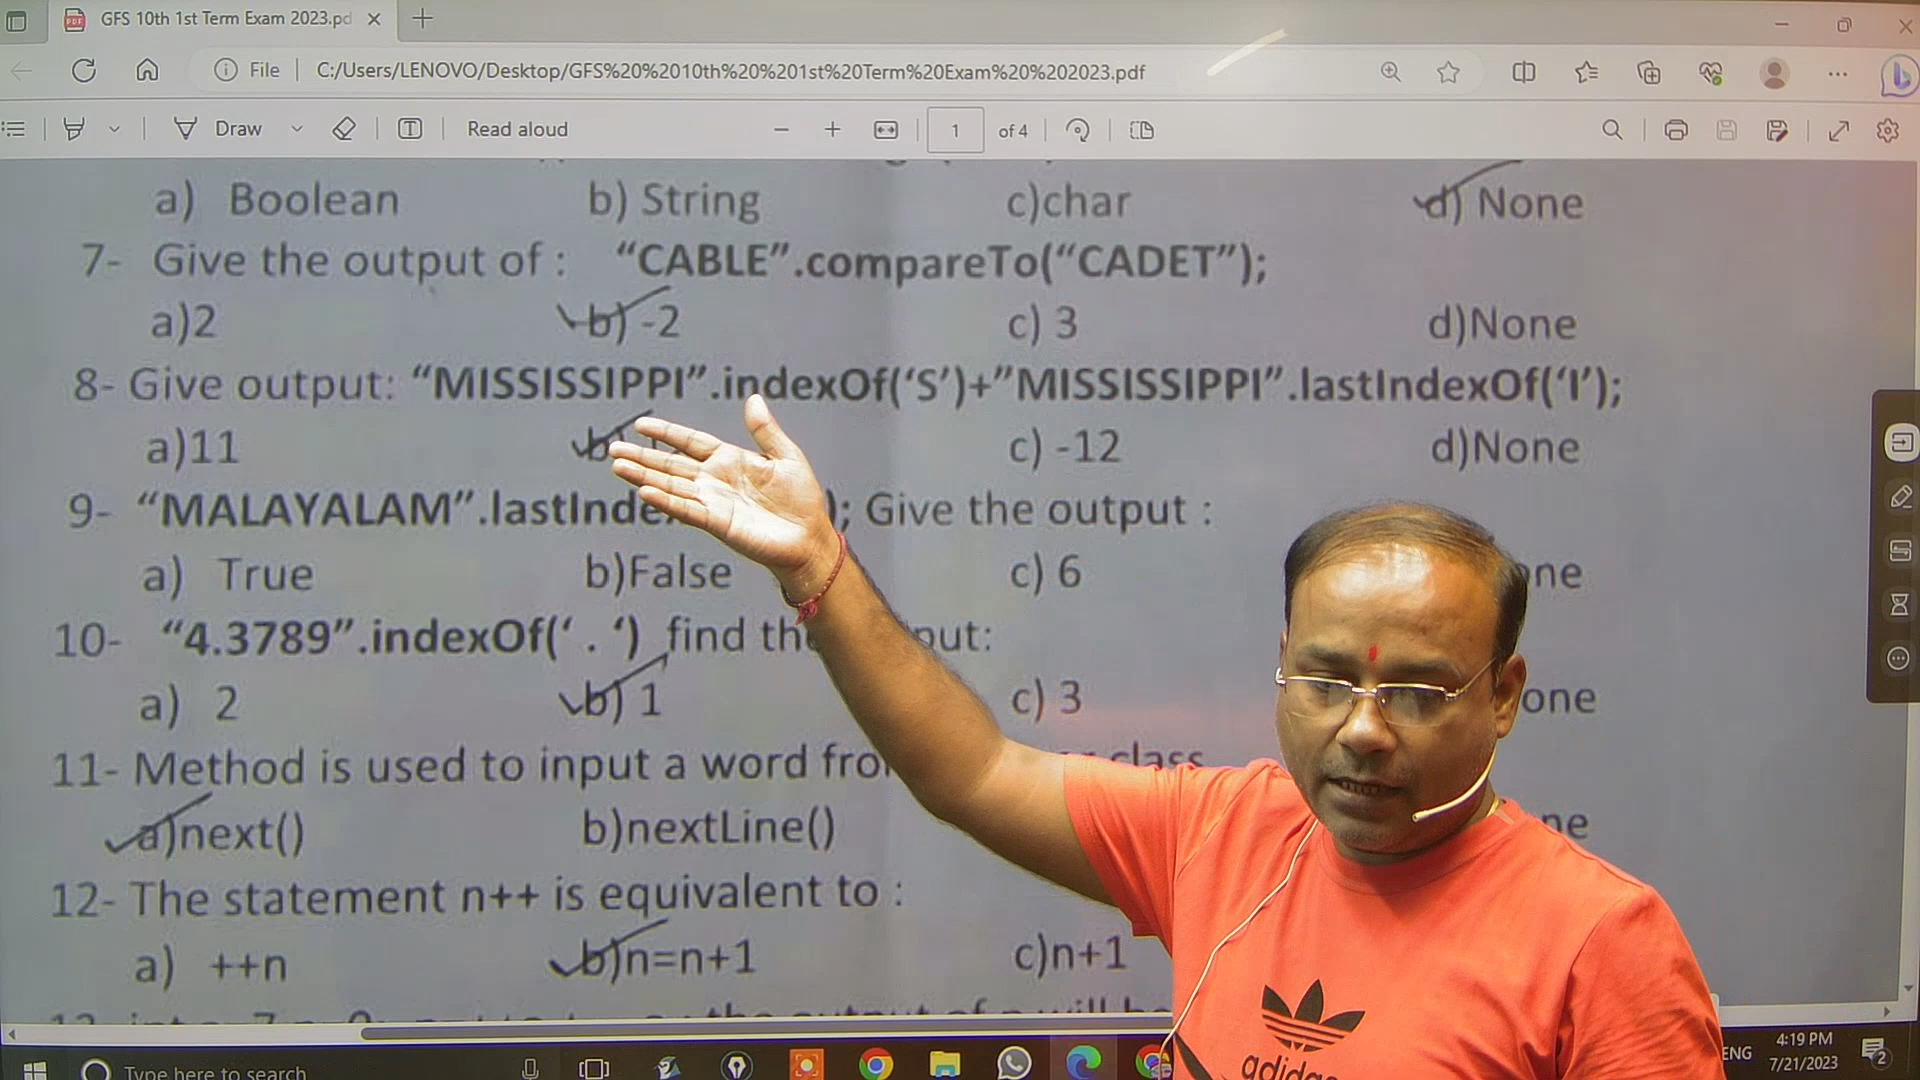 GFS 10th 1st Term Exam 2023.pd
File C:/Users/LENOVO/Desktop/GFS%20%2010th%20%201st%20Term%20Exam%20%202023.pdf
Draw Read aloud 1 of 4
a) Boolean b) String c)char d) None
7- Give the output of : “CABLE”.compareTo(“CADET”);
a)2 b) -2 c) 3 d)None
8- Give output: “MISSISSIPPI”.indexOf(‘S’)+”MISSISSIPPI”.lastIndexOf(‘I’);
a)11 b) c) -12 d)None
9- “MALAYALAM”.lastInde ); Give the output :
a) True b)False c) 6 one
10- “4.3789”.indexOf(‘ . ‘) find th put:
a) 2 b) 1 c) 3 one
11- Method is used to input a word fro class
a)next() b)nextLine() ne
12- The statement n++ is equivalent to :
a) ++n b)n=n+1 c)n+1
adidas
Type here to search ENG 4:19 PM
7/21/2023 2